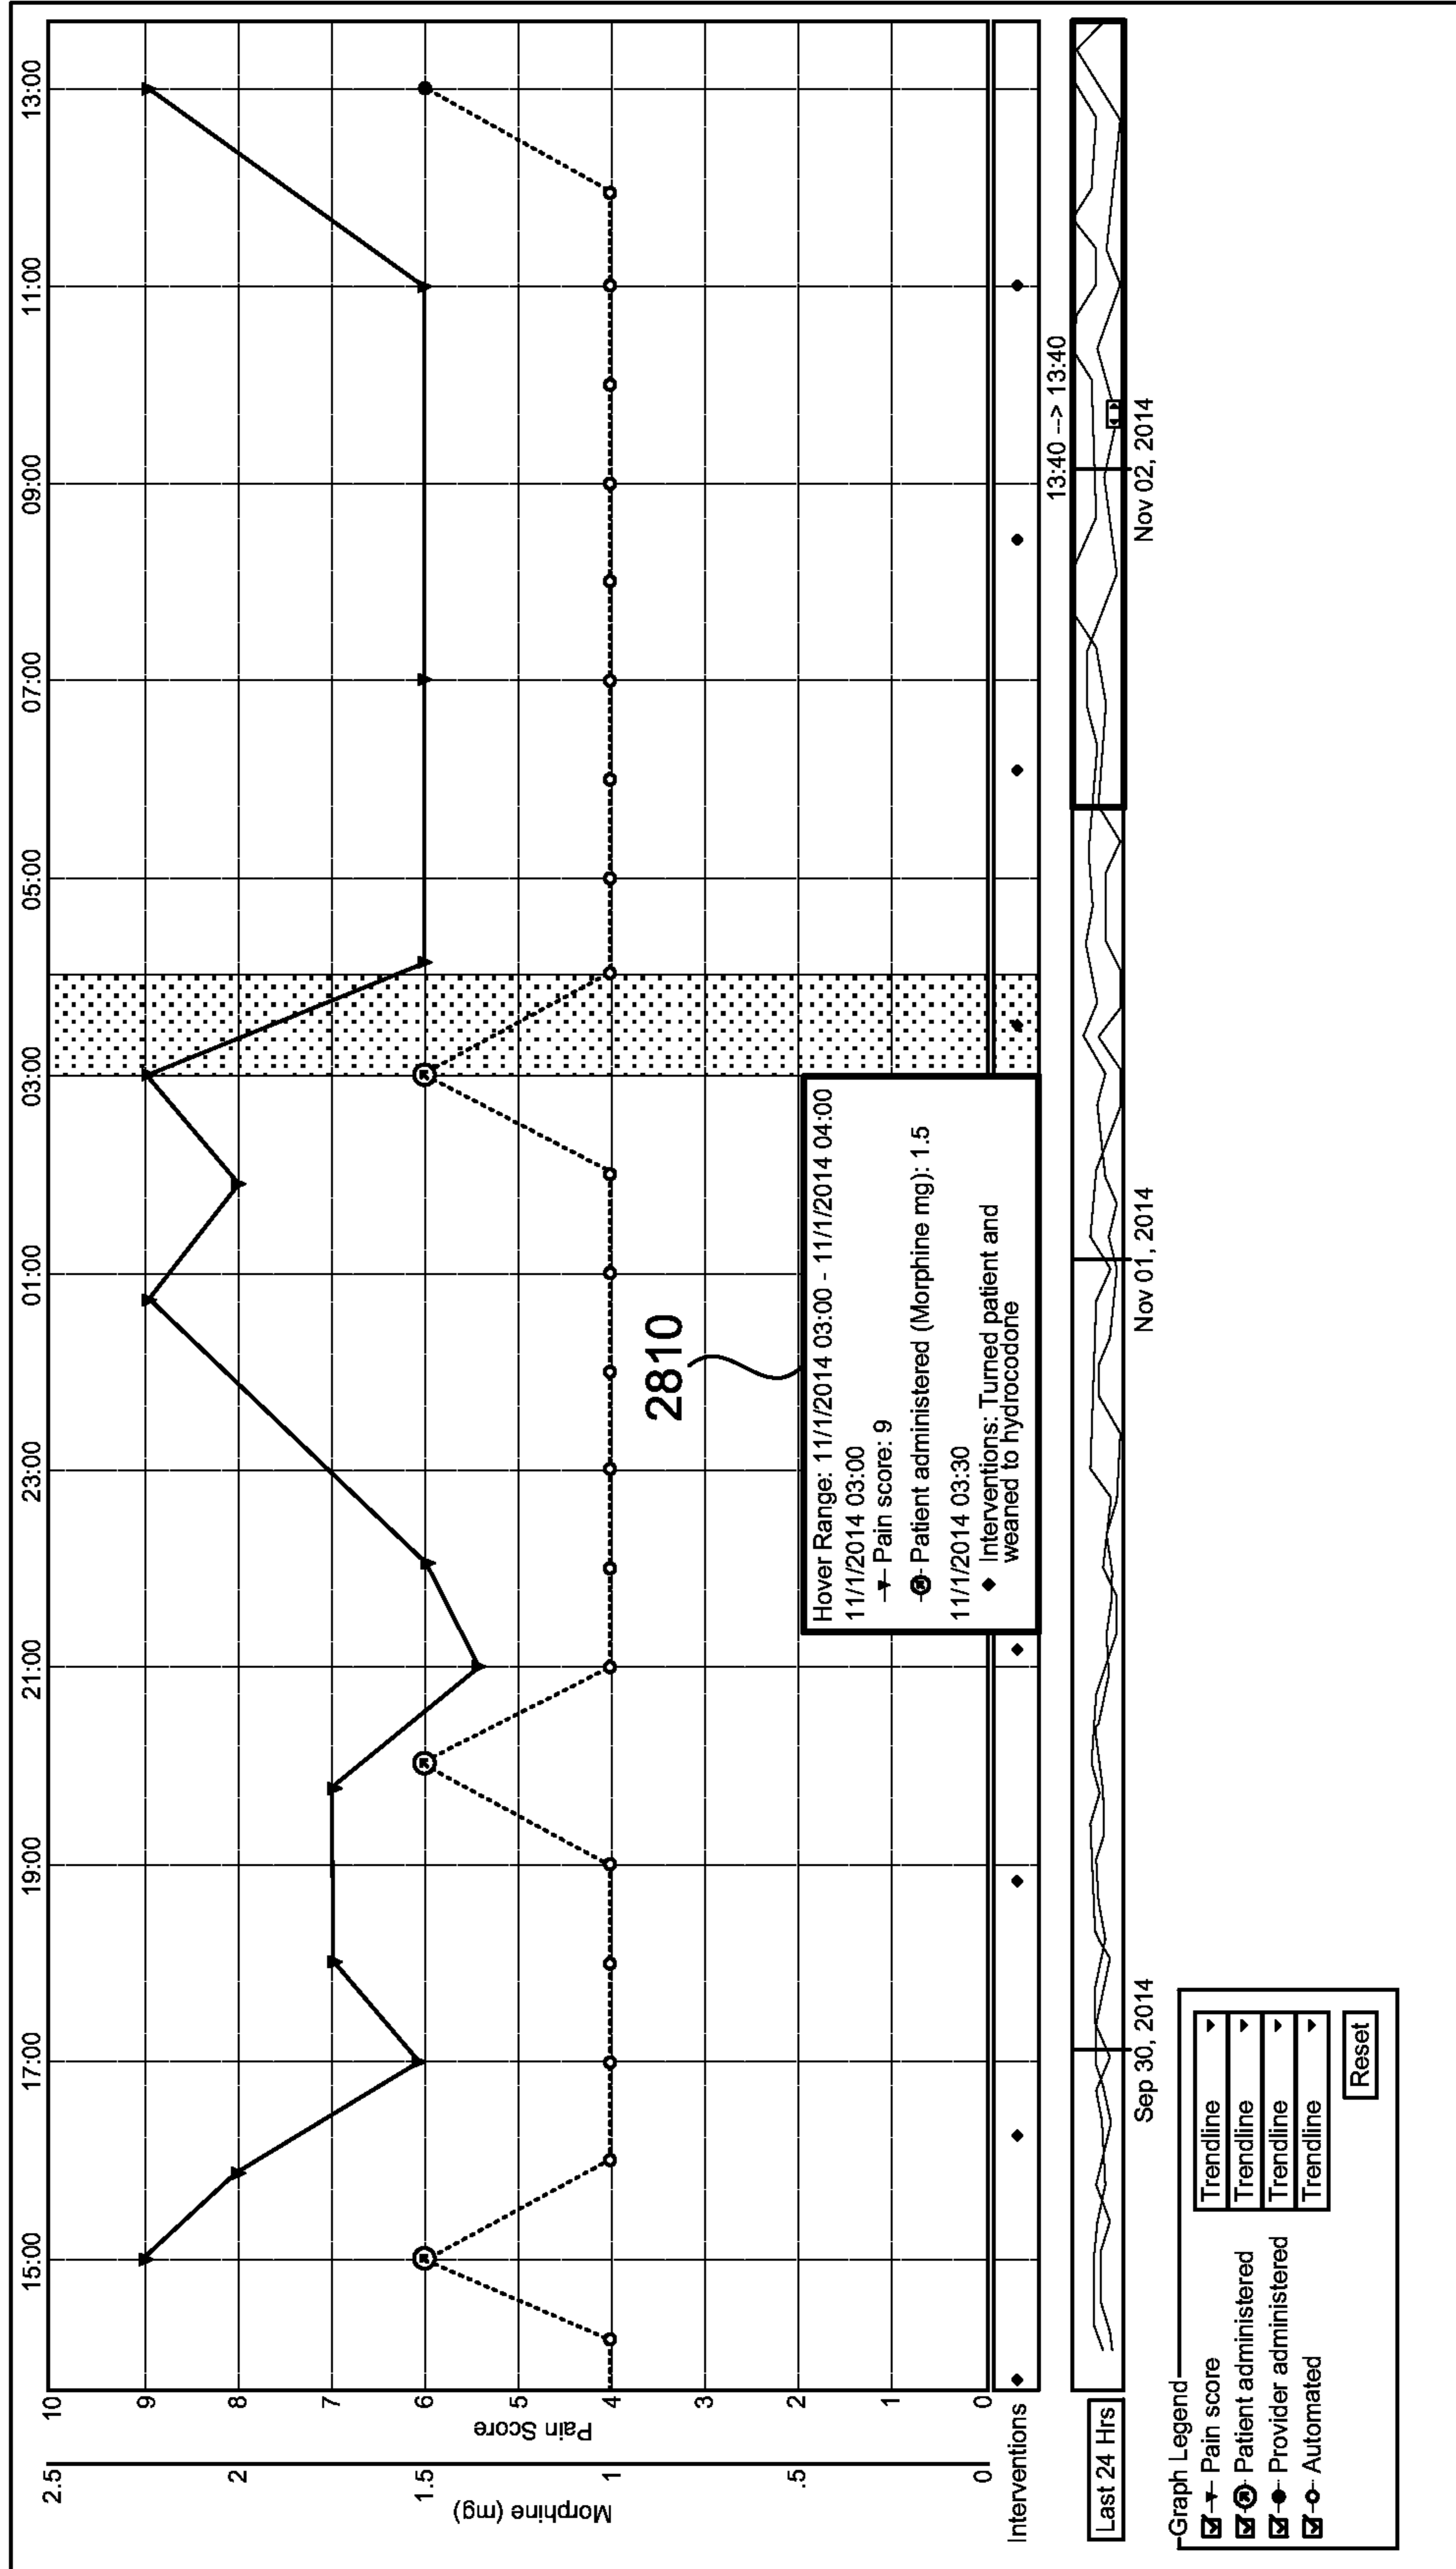 15:00 17:00 19:00 21:00 23:00 01:00 03:00 05:00 07:00 09:00 11:00 13:00
Morphine (mg)
2.5
2
1.5
1
.5
0
Pain Score
10
9
8
7
6
5
4
3
2
1
0
2810
Hover Range: 11/1/2014 03:00 - 11/1/2014 04:00
11/1/2014 03:00
Pain score: 9
Patient administered (Morphine mg): 1.5
11/1/2014 03:30
Interventions: Turned patient and
weaned to hydrocodone
Interventions
13:40 --> 13:40
Last 24 Hrs
Sep 30, 2014
Nov 01, 2014
Nov 02, 2014
Graph Legend
Pain score Trendline
Patient administered Trendline
Provider administered Trendline
Automated Trendline
Reset